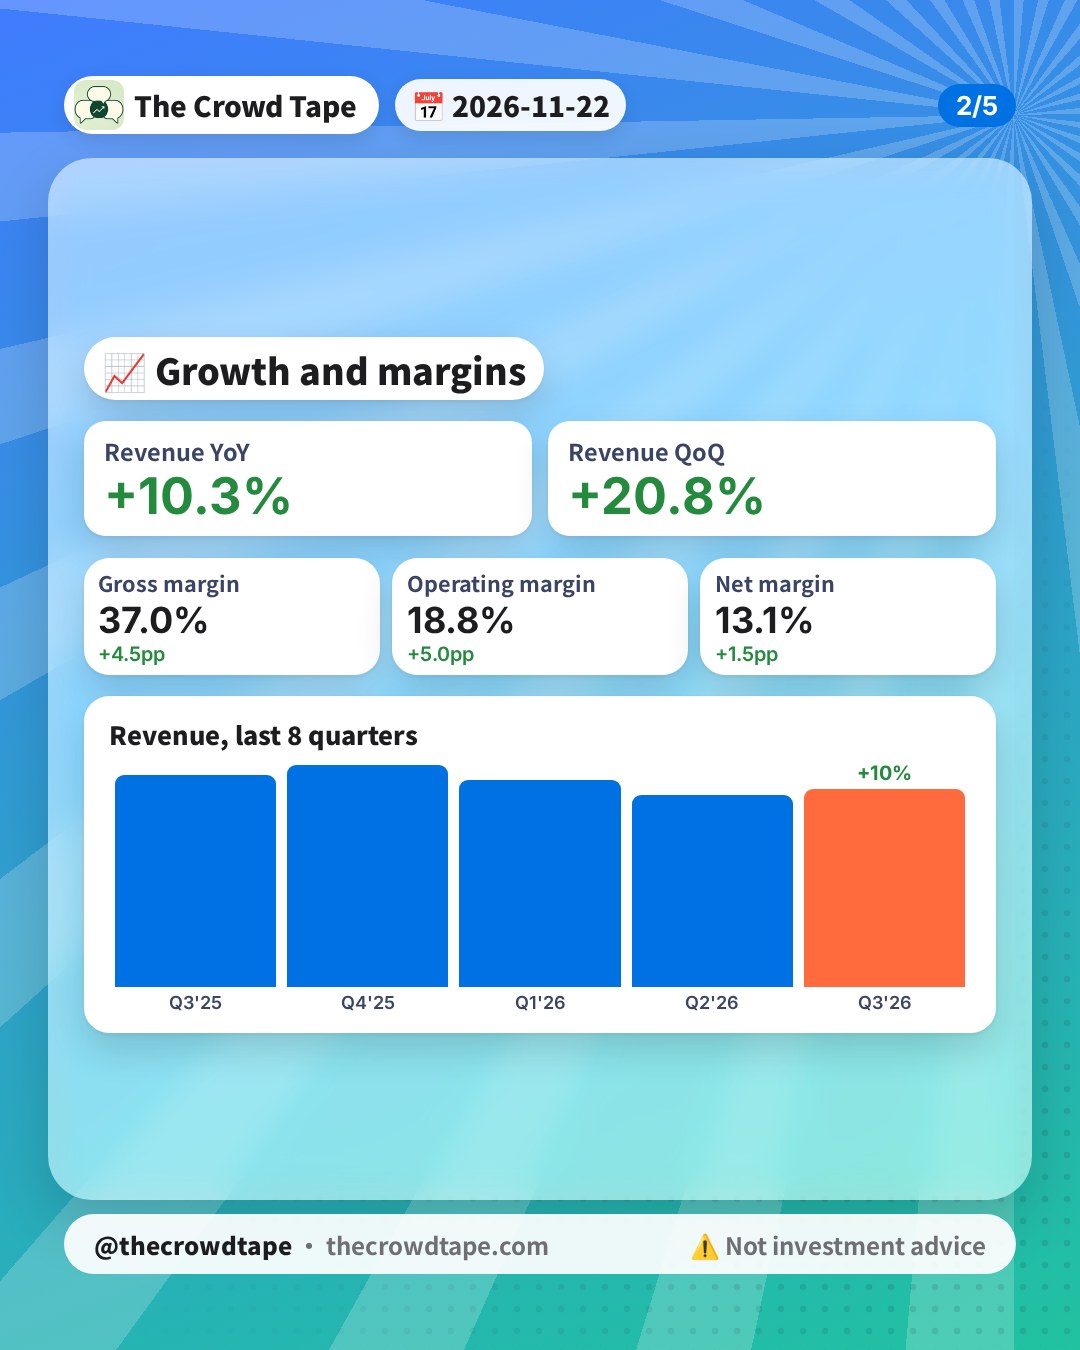 The Crowd Tape
2026-11-22
2/5
Growth and margins
Revenue YoY
+10.3%
Revenue QoQ
+20.8%
Gross margin
37.0%
+4.5pp
Operating margin
18.8%
+5.0pp
Net margin
13.1%
+1.5pp
Revenue, last 8 quarters
+10%
Q3'25
Q4'25
Q1'26
Q2'26
Q3'26
@thecrowdtape • thecrowdtape.com
⚠️ Not investment advice